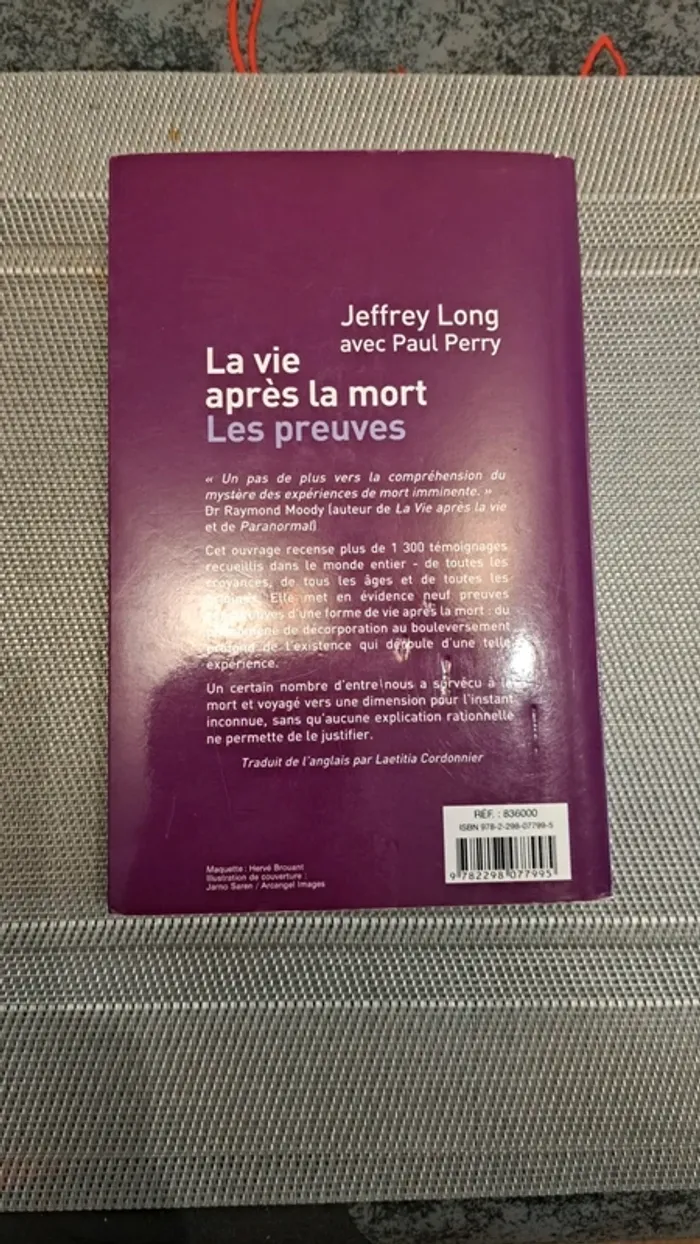 Jeffrey Long
avec Paul Perry
La vie
après la mort
Les preuves
« Un pas de plus vers la compréhension du
mystère des expériences de mort imminente. »
Dr Raymond Moody (auteur de La Vie après la vie
et de Paranormal)
Cet ouvrage recense plus de 1 300 témoignages
recueillis dans le monde entier - de toutes les
croyances, de tous les âges et de toutes les
Elle met en évidence neuf preuves
d'une forme de vie après la mort : du
de décorporation au bouleversement
profond de l'existence qui découle d'une telle
expérience.
Un certain nombre d'entre nous a survécu à la
mort et voyagé vers une dimension pour l'instant
inconnue, sans qu'aucune explication rationnelle
ne permette de le justifier.
Traduit de l'anglais par Laetitia Cordonnier
RÉF. : 836000
ISBN 978-2-298-07799-5
9 782298 077995
Maquette : Hervé Brouant
Illustration de couverture :
Jarno Saren / Arcangel Images